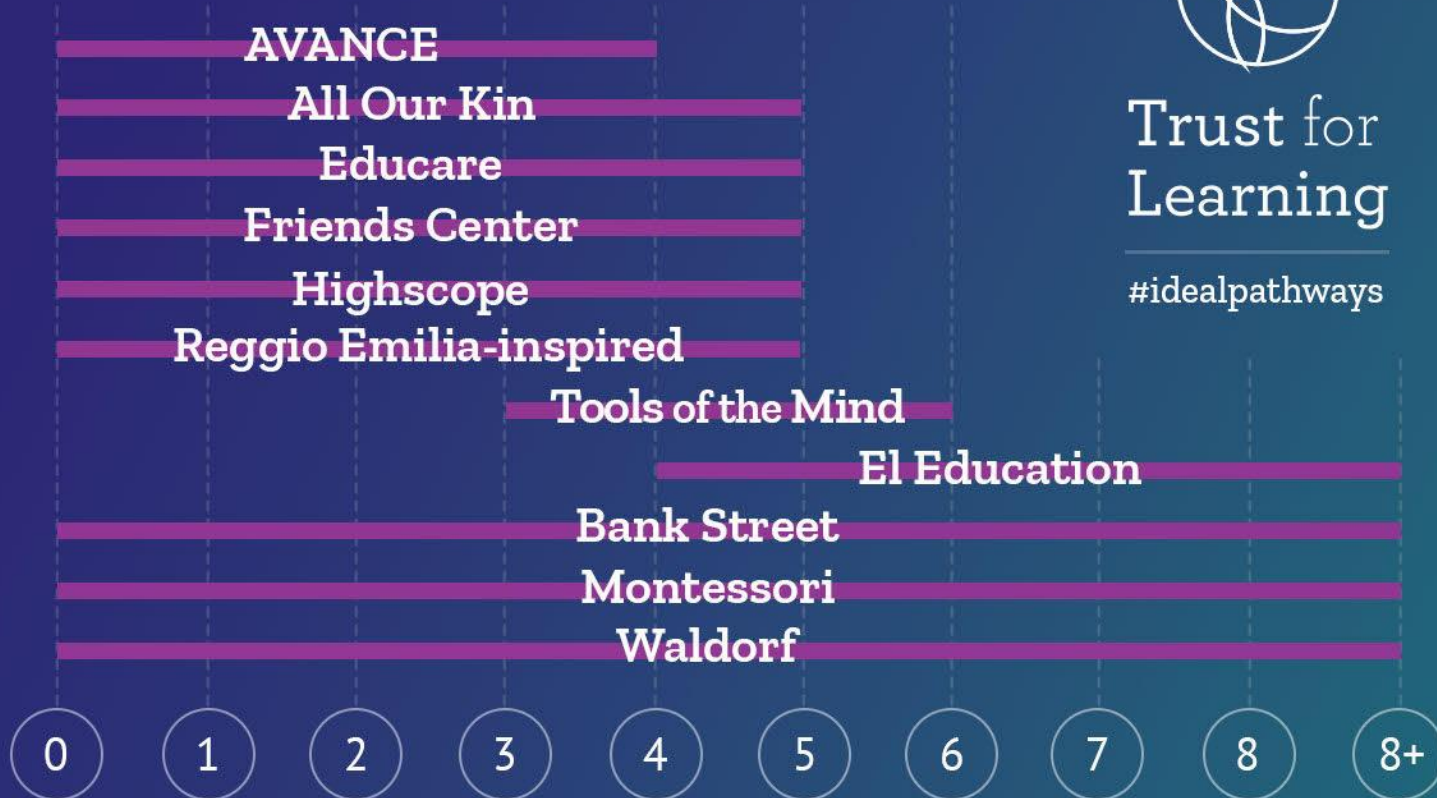 AVANCE
All Our Kin
Educare
Friends Center
Highscope
Reggio Emilia-inspired
Tools of the Mind
El Education
Bank Street
Montessori
Waldorf
0 1 2 3 4 5 6 7 8 8+
Trust for
Learning
#idealpathways